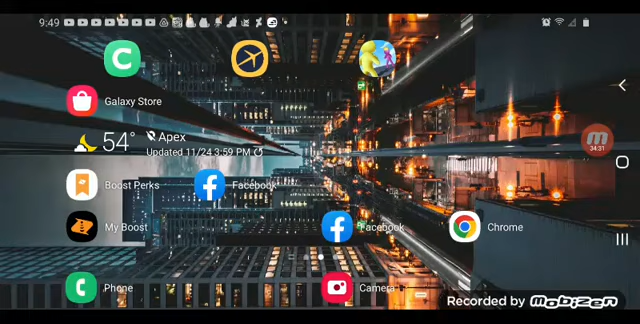 9:49
C
Galaxy Store
54° Apex
Updated 11/24 3:59 PM
Boost Perks
Facebook
My Boost
Facebook
Chrome
Phone
Camera
34:31
Recorded by Mobizen